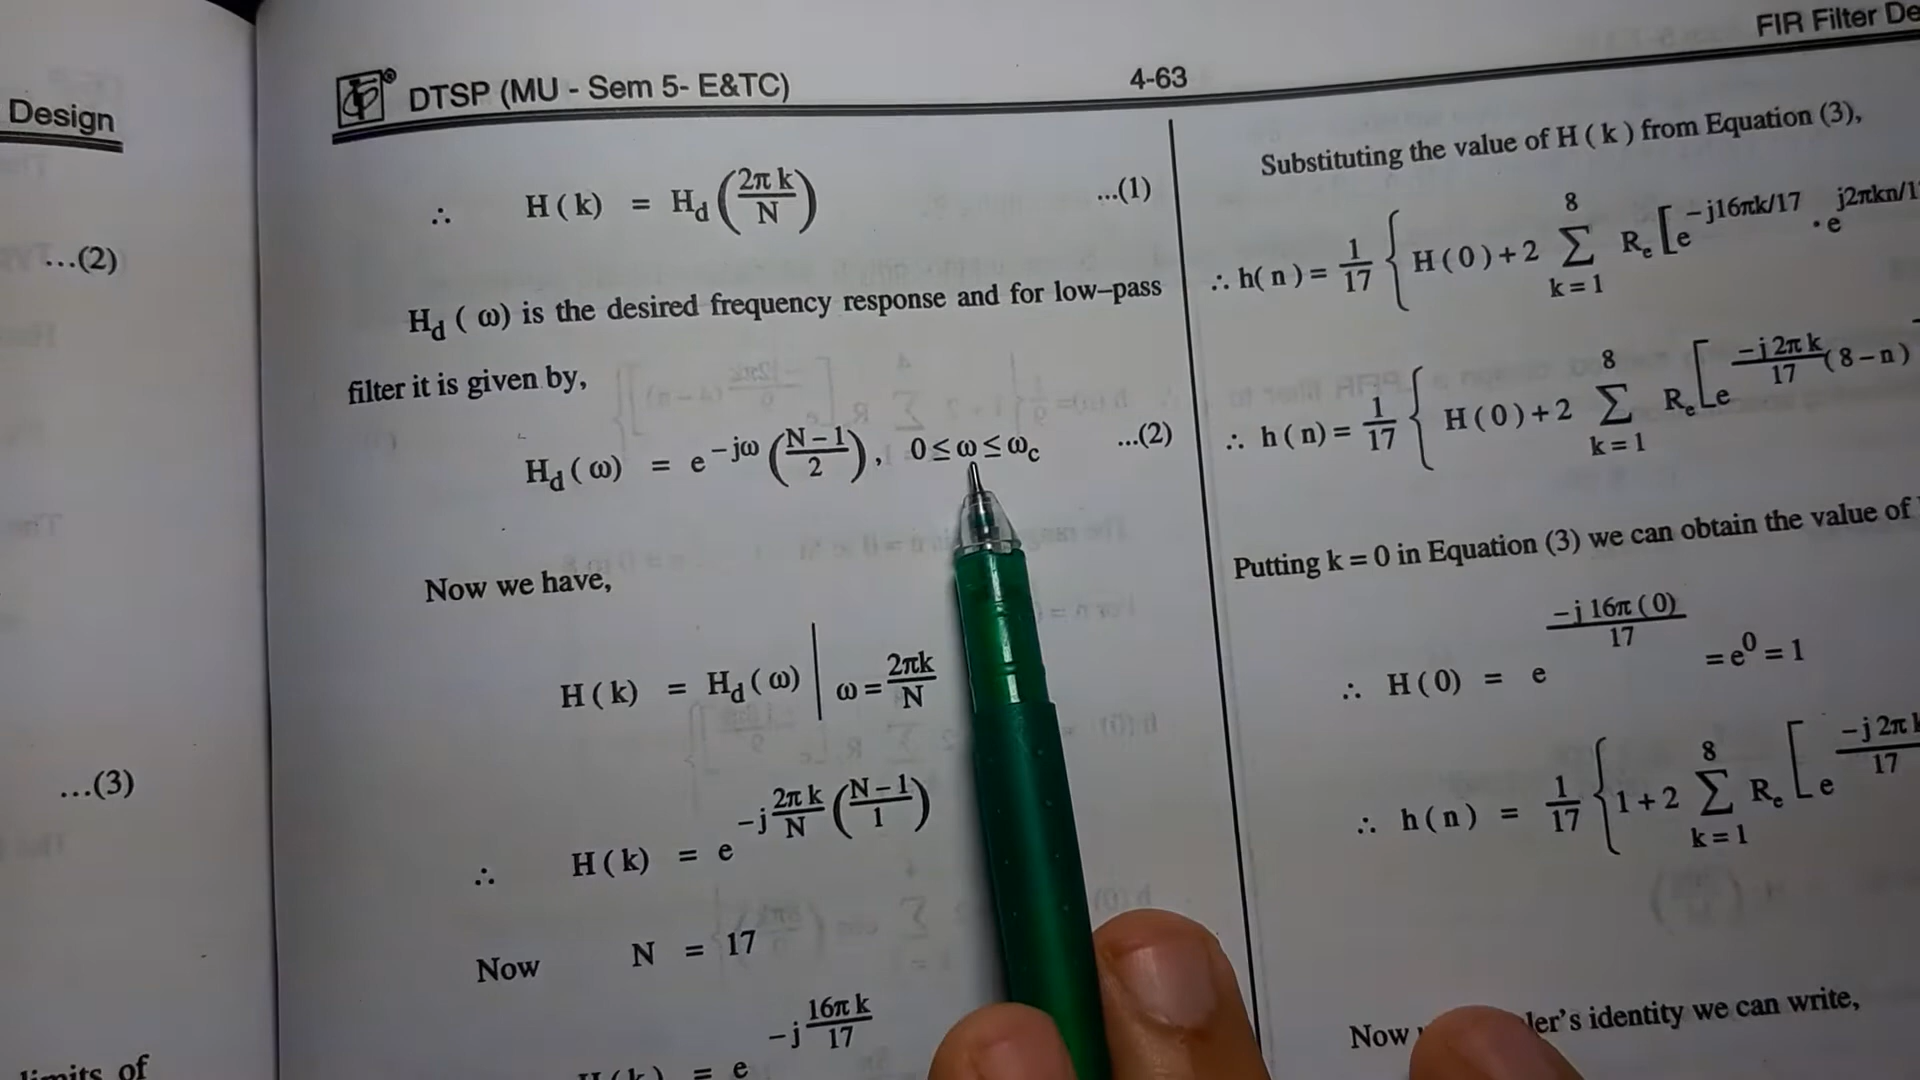 Design
...(2)
...(3)
limits of
DTSP (MU - Sem 5- E&TC)
4-63
FIR Filter De
∴ H(k) = H_d (2πk/N) ...(1)
H_d (ω) is the desired frequency response and for low–pass
filter it is given by,
H_d(ω) = e^{-jω((N-1)/2)}, 0≤ω≤ω_c ...(2)
Now we have,
H(k) = H_d(ω) | ω=2πk/N
∴ H(k) = e^{-j(2πk/N)((N-1)/1)}
Now N = 17
H(k) = e^{-j16πk/17}
Substituting the value of H(k) from Equation (3),
∴ h(n) = 1/17 { H(0)+2 Σ_{k=1}^{8} R_e [e^{-j16πk/17} · e^{j2πkn/1
∴ h(n) = 1/17 { H(0)+2 Σ_{k=1}^{8} R_e [e^{(-j2πk/17)(8-n)}
Putting k = 0 in Equation (3) we can obtain the value of
∴ H(0) = e^{-j16π(0)/17} = e^0 = 1
∴ h(n) = 1/17 { 1+2 Σ_{k=1}^{8} R_e [e^{-j2πk/17
Now ler's identity we can write,